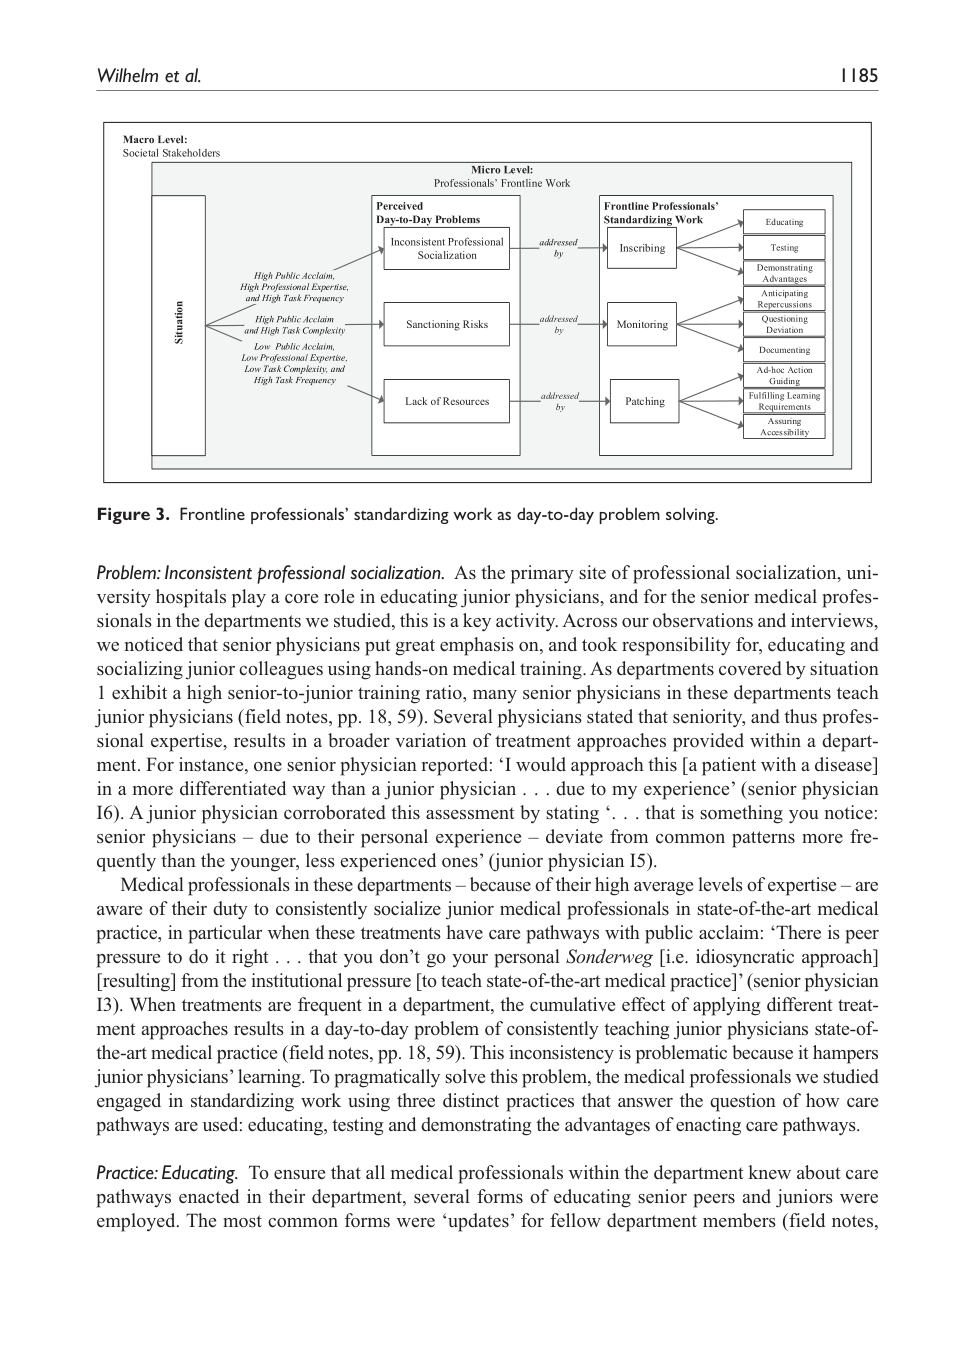 Wilhelm et al.
1185
Macro Level:
Societal Stakeholders
Micro Level:
Professionals’ Frontline Work
Situation
High Public Acclaim,
High Professional Expertise,
and High Task Frequency
High Public Acclaim
and High Task Complexity
Low Public Acclaim,
Low Professional Expertise,
Low Task Complexity, and
High Task Frequency
Perceived
Day-to-Day Problems
Inconsistent Professional
Socialization
Sanctioning Risks
Lack of Resources
addressed
by
addressed
by
addressed
by
Frontline Professionals’
Standardizing Work
Inscribing
Monitoring
Patching
Educating
Testing
Demonstrating
Advantages
Anticipating
Repercussions
Questioning
Deviation
Documenting
Ad-hoc Action
Guiding
Fulfilling Learning
Requirements
Assuring
Accessibility
Figure 3. Frontline professionals’ standardizing work as day-to-day problem solving.
Problem: Inconsistent professional socialization. As the primary site of professional socialization, uni-
versity hospitals play a core role in educating junior physicians, and for the senior medical profes-
sionals in the departments we studied, this is a key activity. Across our observations and interviews,
we noticed that senior physicians put great emphasis on, and took responsibility for, educating and
socializing junior colleagues using hands-on medical training. As departments covered by situation
1 exhibit a high senior-to-junior training ratio, many senior physicians in these departments teach
junior physicians (field notes, pp. 18, 59). Several physicians stated that seniority, and thus profes-
sional expertise, results in a broader variation of treatment approaches provided within a depart-
ment. For instance, one senior physician reported: ‘I would approach this [a patient with a disease]
in a more differentiated way than a junior physician . . . due to my experience’ (senior physician
I6). A junior physician corroborated this assessment by stating ‘. . . that is something you notice:
senior physicians – due to their personal experience – deviate from common patterns more fre-
quently than the younger, less experienced ones’ (junior physician I5).
Medical professionals in these departments – because of their high average levels of expertise – are
aware of their duty to consistently socialize junior medical professionals in state-of-the-art medical
practice, in particular when these treatments have care pathways with public acclaim: ‘There is peer
pressure to do it right . . . that you don’t go your personal Sonderweg [i.e. idiosyncratic approach]
[resulting] from the institutional pressure [to teach state-of-the-art medical practice]’ (senior physician
I3). When treatments are frequent in a department, the cumulative effect of applying different treat-
ment approaches results in a day-to-day problem of consistently teaching junior physicians state-of-
the-art medical practice (field notes, pp. 18, 59). This inconsistency is problematic because it hampers
junior physicians’ learning. To pragmatically solve this problem, the medical professionals we studied
engaged in standardizing work using three distinct practices that answer the question of how care
pathways are used: educating, testing and demonstrating the advantages of enacting care pathways.
Practice: Educating. To ensure that all medical professionals within the department knew about care
pathways enacted in their department, several forms of educating senior peers and juniors were
employed. The most common forms were ‘updates’ for fellow department members (field notes,